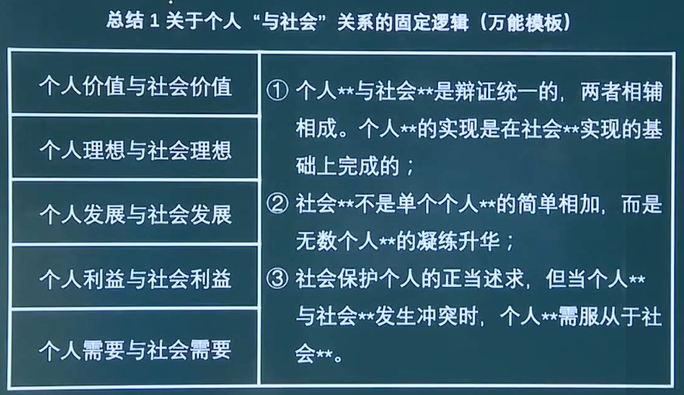 总结 1 关于个人“与社会”关系的固定逻辑（万能模板）
个人价值与社会价值
个人理想与社会理想
个人发展与社会发展
个人利益与社会利益
个人需要与社会需要
① 个人**与社会**是辩证统一的，两者相辅
相成。个人**的实现是在社会**实现的基
础上完成的；
② 社会**不是单个个人**的简单相加，而是
无数个人**的凝练升华；
③ 社会保护个人的正当述求，但当个人**
与社会**发生冲突时，个人**需服从于社
会**。